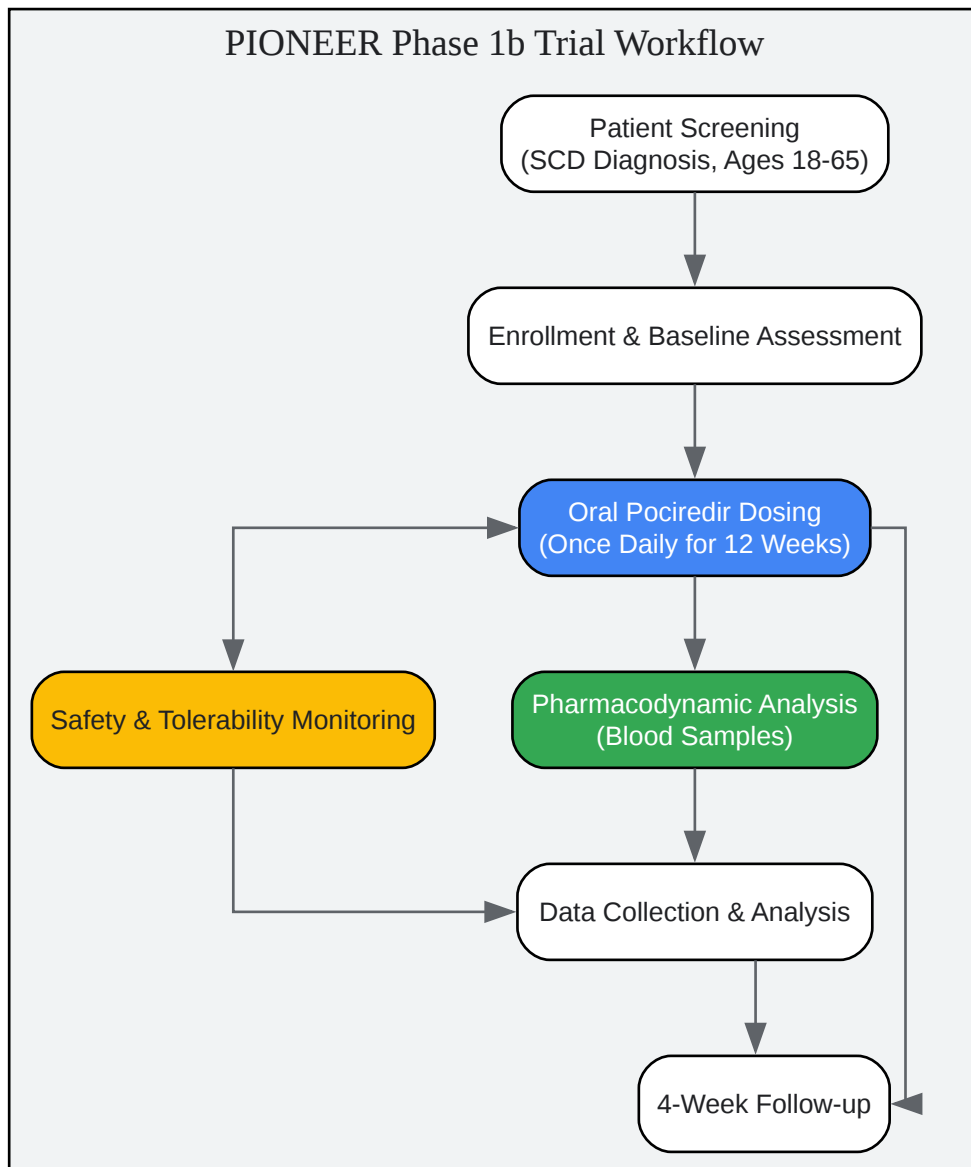 PIONEER Phase 1b Trial Workflow
Patient Screening
(SCD Diagnosis, Ages 18-65)
Enrollment & Baseline Assessment
Oral Pociredir Dosing
(Once Daily for 12 Weeks)
Safety & Tolerability Monitoring
Pharmacodynamic Analysis
(Blood Samples)
Data Collection & Analysis
4-Week Follow-up